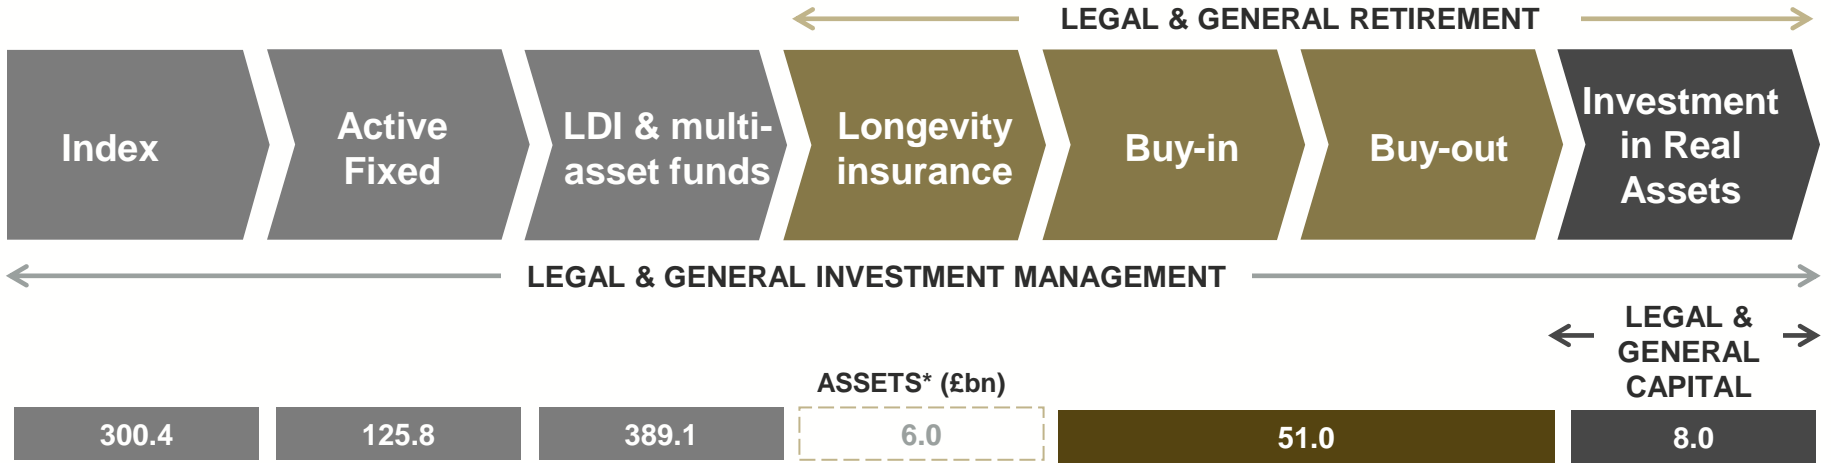 LEGAL & GENERAL RETIREMENT
Index
Active
Fixed
LDI & multi-
asset funds
Longevity
insurance
Buy-in
Buy-out
Investment
in Real
Assets
LEGAL & GENERAL INVESTMENT MANAGEMENT
LEGAL &
GENERAL
CAPITAL
ASSETS* (£bn)
300.4
125.8
389.1
6.0
51.0
8.0